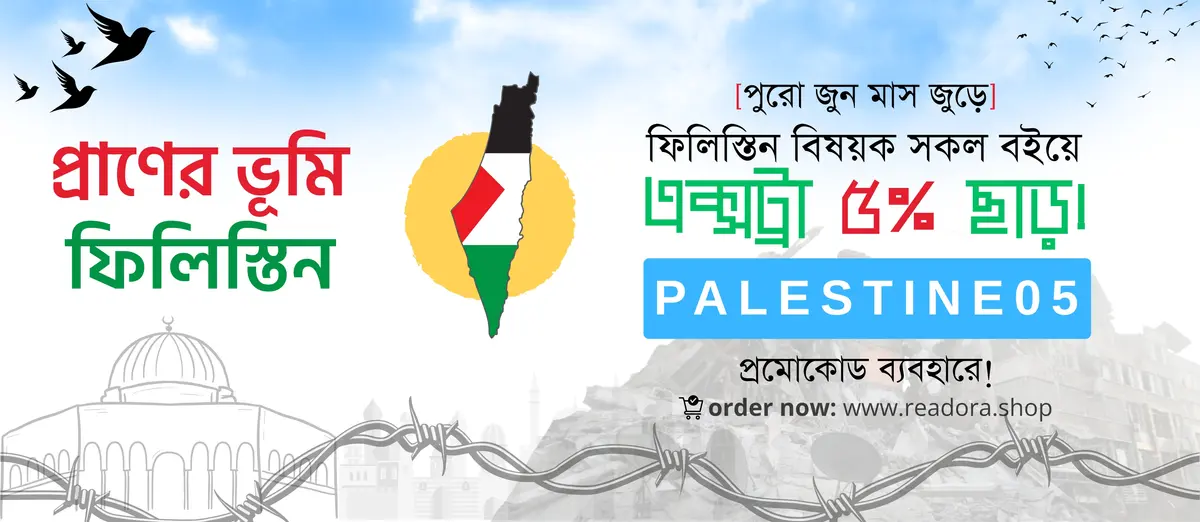 প্রাণের ভূমি
ফিলিস্তিন
[পুরো জুন মাস জুড়ে]
ফিলিস্তিন বিষয়ক সকল বইয়ে
এক্সট্রা ৫% ছাড়!
PALESTINE05
প্রমোকোড ব্যবহারে!
order now: www.readora.shop